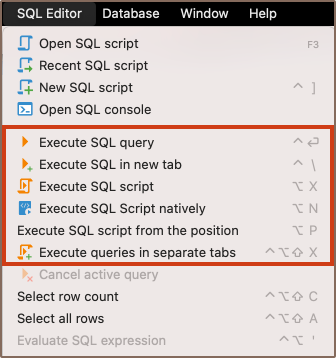 SQL Editor Database Window Help
Open SQL script F3
Recent SQL script
New SQL script ^ ]
Open SQL console
Execute SQL query ^ ⏎
Execute SQL in new tab ^ \
Execute SQL script ⌥ X
Execute SQL Script natively ⌥ N
Execute SQL script from the position ⌥ P
Execute queries in separate tabs ^ ⌥ ⇧ X
Cancel active query
Select row count ^ ⌥ ⇧ C
Select all rows ^ ⌥ ⇧ A
Evaluate SQL expression ^ ⌥ '